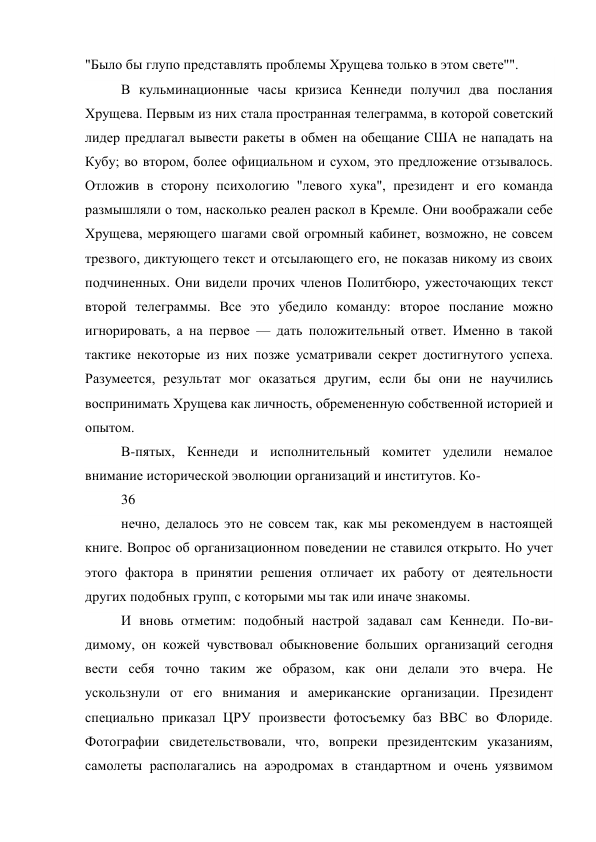 "Было бы глупо представлять проблемы Хрущева только в этом свете"".
В кульминационные часы кризиса Кеннеди получил два послания
Хрущева. Первым из них стала пространная телеграмма, в которой советский
лидер предлагал вывести ракеты в обмен на обещание США не нападать на
Кубу; во втором, более официальном и сухом, это предложение отзывалось.
Отложив в сторону психологию "левого хука", президент и его команда
размышляли о том, насколько реален раскол в Кремле. Они воображали себе
Хрущева, меряющего шагами свой огромный кабинет, возможно, не совсем
трезвого, диктующего текст и отсылающего его, не показав никому из своих
подчиненных. Они видели прочих членов Политбюро, ужесточающих текст
второй телеграммы. Все это убедило команду: второе послание можно
игнорировать, а на первое — дать положительный ответ. Именно в такой
тактике некоторые из них позже усматривали секрет достигнутого успеха.
Разумеется, результат мог оказаться другим, если бы они не научились
воспринимать Хрущева как личность, обремененную собственной историей и
опытом.
В-пятых, Кеннеди и исполнительный комитет уделили немалое
внимание исторической эволюции организаций и институтов. Ко-
36
нечно, делалось это не совсем так, как мы рекомендуем в настоящей
книге. Вопрос об организационном поведении не ставился открыто. Но учет
этого фактора в принятии решения отличает их работу от деятельности
других подобных групп, с которыми мы так или иначе знакомы.
И вновь отметим: подобный настрой задавал сам Кеннеди. По-ви-
димому, он кожей чувствовал обыкновение больших организаций сегодня
вести себя точно таким же образом, как они делали это вчера. Не
ускользнули от его внимания и американские организации. Президент
специально приказал ЦРУ произвести фотосъемку баз ВВС во Флориде.
Фотографии свидетельствовали, что, вопреки президентским указаниям,
самолеты располагались на аэродромах в стандартном и очень уязвимом